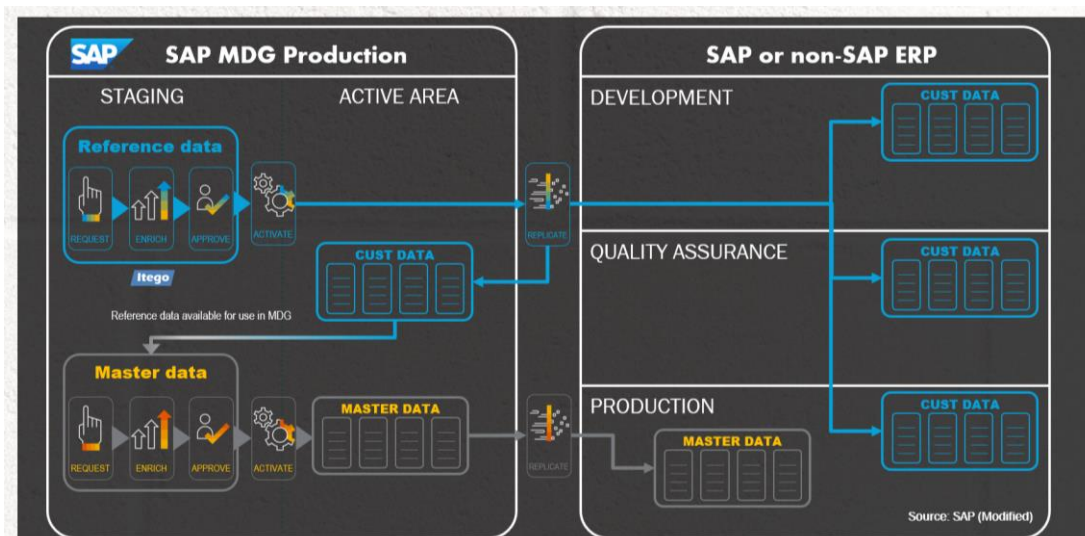 SAP
SAP MDG Production
STAGING
ACTIVE AREA
Reference data
REQUEST
ENRICH
APPROVE
ACTIVATE
REPLICATE
Itego
CUST DATA
Reference data available for use in MDG
Master data
REQUEST
ENRICH
APPROVE
ACTIVATE
MASTER DATA
REPLICATE
SAP or non-SAP ERP
DEVELOPMENT
CUST DATA
QUALITY ASSURANCE
CUST DATA
PRODUCTION
CUST DATA
MASTER DATA
Source: SAP (Modified)